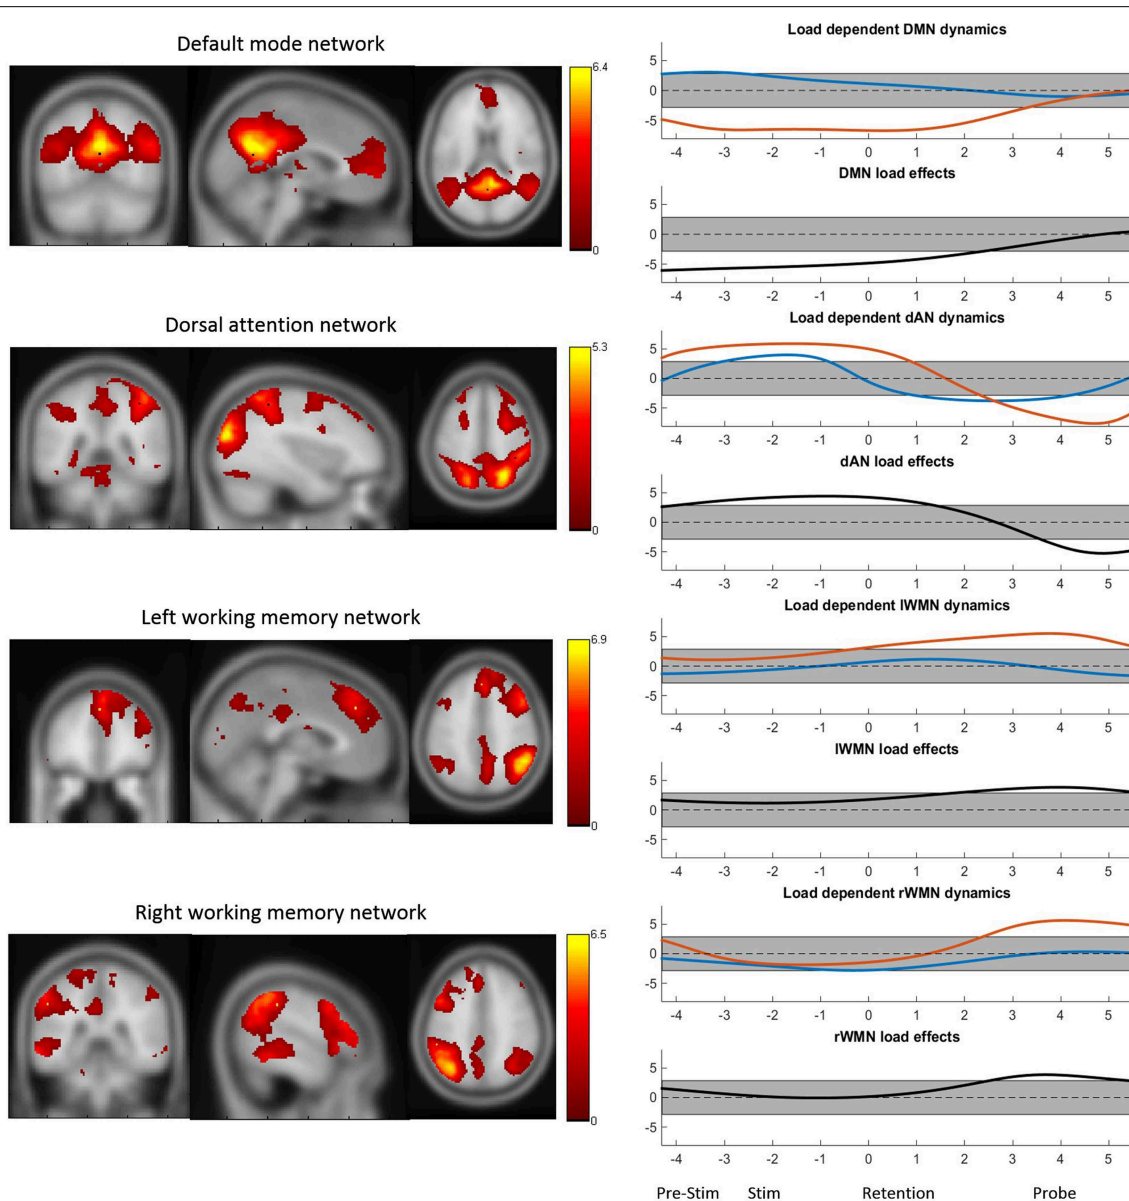 Default mode network
6.4
0
Load dependent DMN dynamics
5
0
-5
-4 -3 -2 -1 0 1 2 3 4 5
DMN load effects
5
0
-5
-4 -3 -2 -1 0 1 2 3 4 5
Dorsal attention network
5.3
0
Load dependent dAN dynamics
5
0
-5
-4 -3 -2 -1 0 1 2 3 4 5
dAN load effects
5
0
-5
-4 -3 -2 -1 0 1 2 3 4 5
Left working memory network
6.9
0
Load dependent lWMN dynamics
5
0
-5
-4 -3 -2 -1 0 1 2 3 4 5
lWMN load effects
5
0
-5
-4 -3 -2 -1 0 1 2 3 4 5
Right working memory network
6.5
0
Load dependent rWMN dynamics
5
0
-5
-4 -3 -2 -1 0 1 2 3 4 5
rWMN load effects
5
0
-5
-4 -3 -2 -1 0 1 2 3 4 5
Pre-Stim Stim Retention Probe